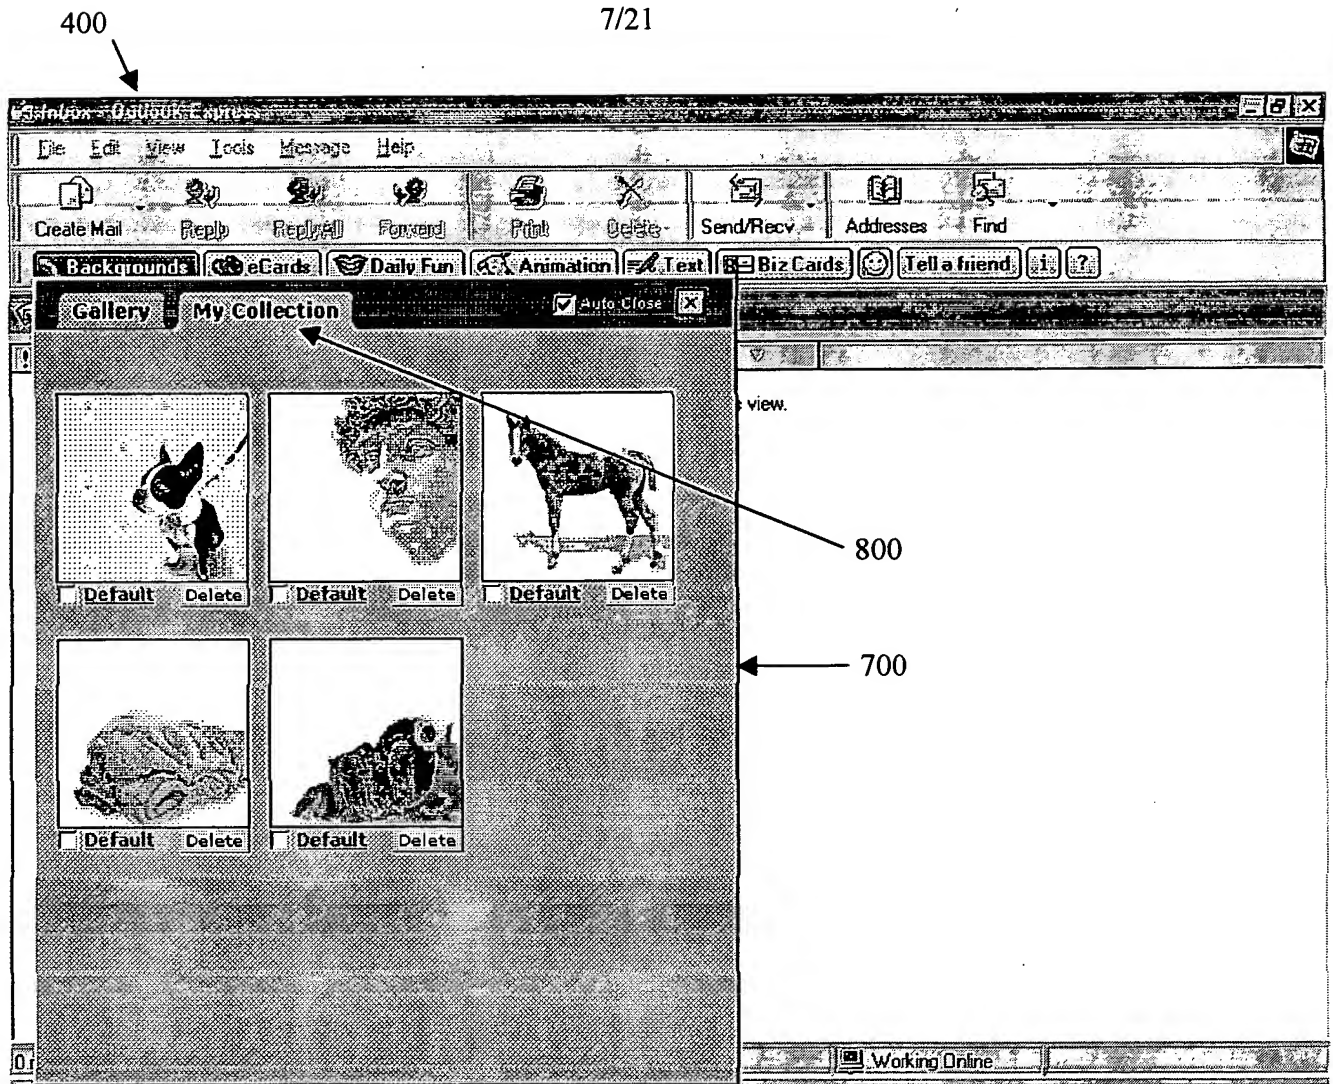 400 7/21
Inbox - Outlook Express
File Edit View Tools Message Help
Create Mail Reply Reply All Forward Print Delete Send/Recv Addresses Find
Backgrounds eCards Daily Fun Animation Text Biz Cards Tell a friend i ?
Gallery My Collection Auto Close X
!
view.
800
Default Delete Default Delete Default Delete
700
Default Delete Default Delete
0 Working Online